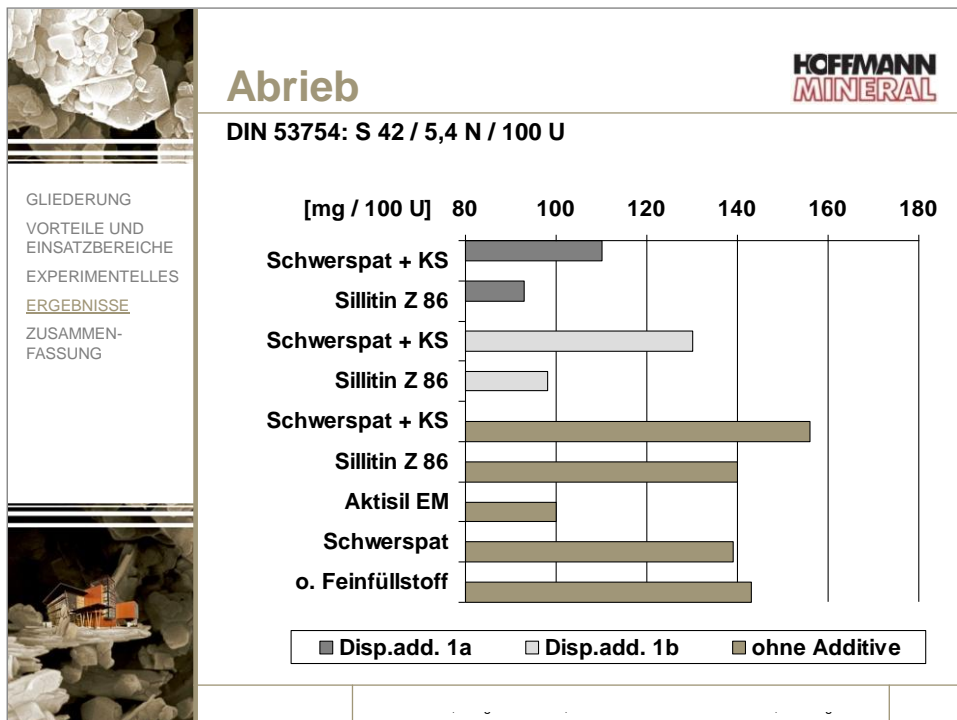 HOFFMANN
MINERAL
Abrieb
DIN 53754: S 42 / 5,4 N / 100 U
GLIEDERUNG
VORTEILE UND
EINSATZBEREICHE
EXPERIMENTELLES
ERGEBNISSE
ZUSAMMEN-
FASSUNG
[mg / 100 U] 80 100 120 140 160 180
Schwerspat + KS
Sillitin Z 86
Schwerspat + KS
Sillitin Z 86
Schwerspat + KS
Sillitin Z 86
Aktisil EM
Schwerspat
o. Feinfüllstoff
Disp.add. 1a Disp.add. 1b ohne Additive